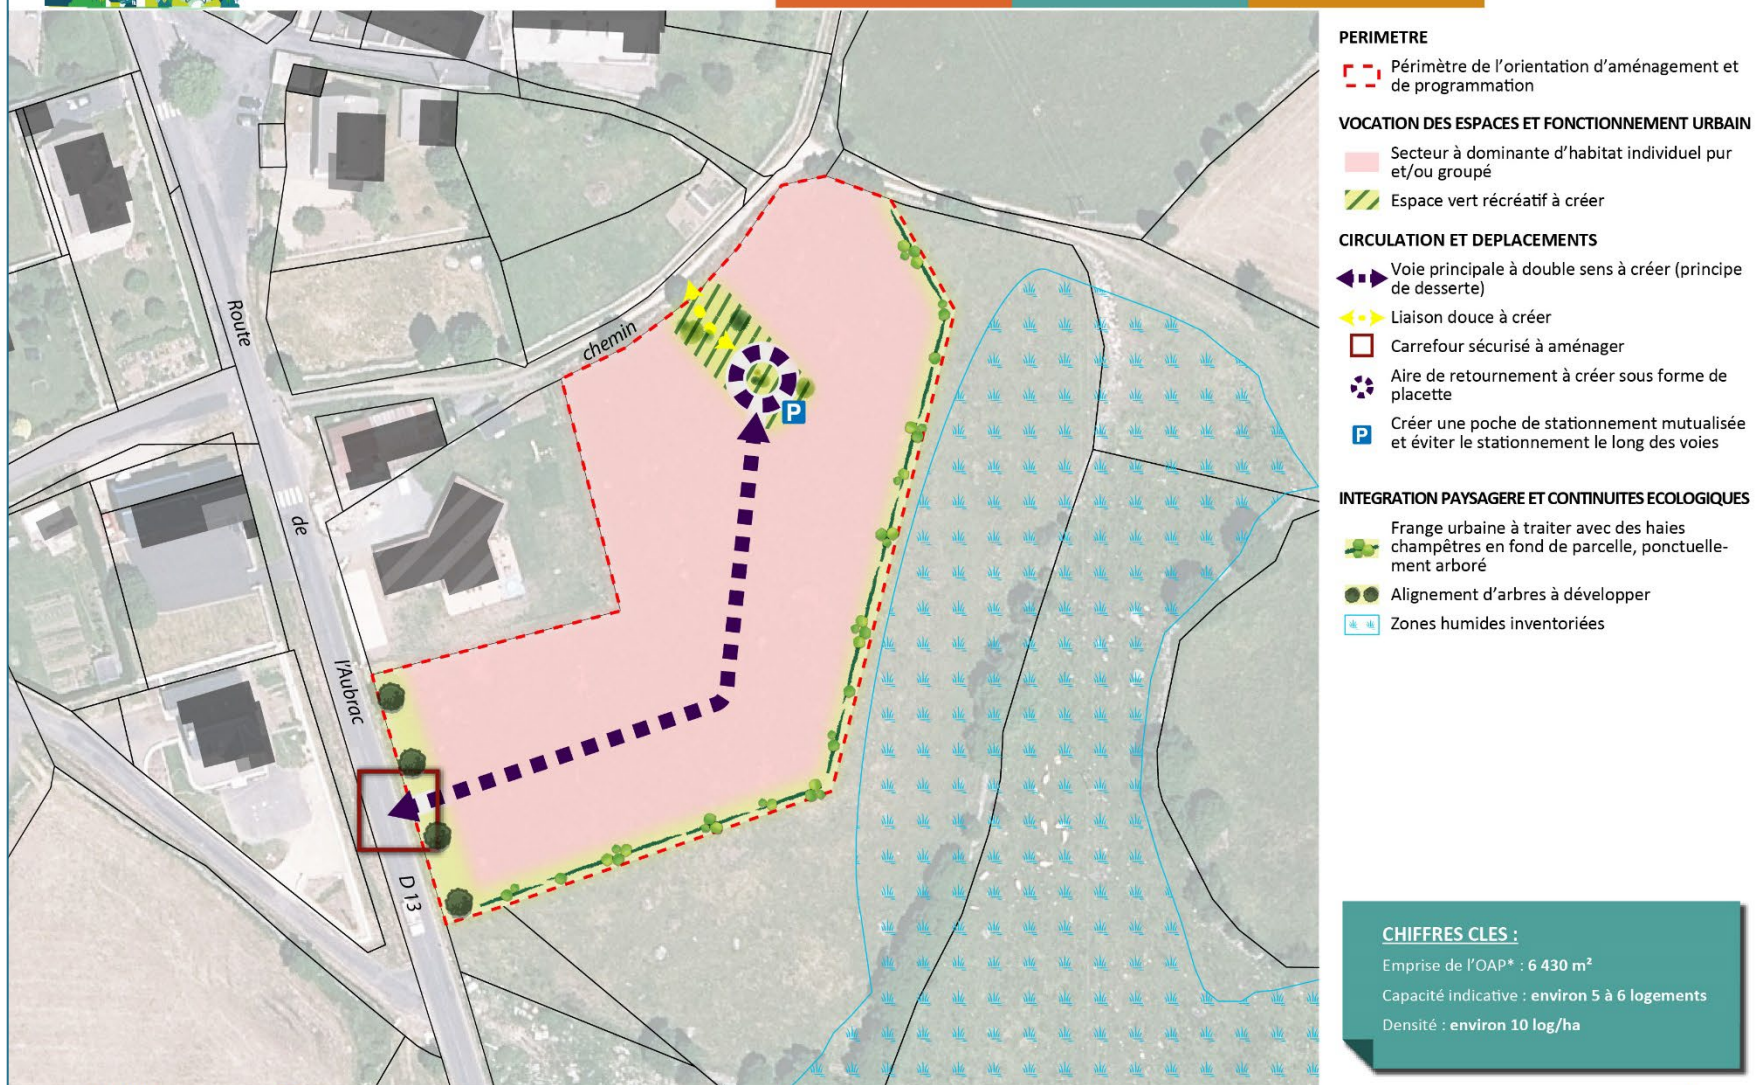 Route
de
l'Aubrac
D 13
chemin
P
PERIMETRE
Périmètre de l'orientation d'aménagement et
de programmation
VOCATION DES ESPACES ET FONCTIONNEMENT URBAIN
Secteur à dominante d'habitat individuel pur
et/ou groupé
Espace vert récréatif à créer
CIRCULATION ET DEPLACEMENTS
Voie principale à double sens à créer (principe
de desserte)
Liaison douce à créer
Carrefour sécurisé à aménager
Aire de retournement à créer sous forme de
placette
P
Créer une poche de stationnement mutualisée
et éviter le stationnement le long des voies
INTEGRATION PAYSAGERE ET CONTINUITES ECOLOGIQUES
Frange urbaine à traiter avec des haies
champêtres en fond de parcelle, ponctuelle-
ment arboré
Alignement d'arbres à développer
Zones humides inventoriées
CHIFFRES CLES :
Emprise de l'OAP* : 6 430 m²
Capacité indicative : environ 5 à 6 logements
Densité : environ 10 log/ha